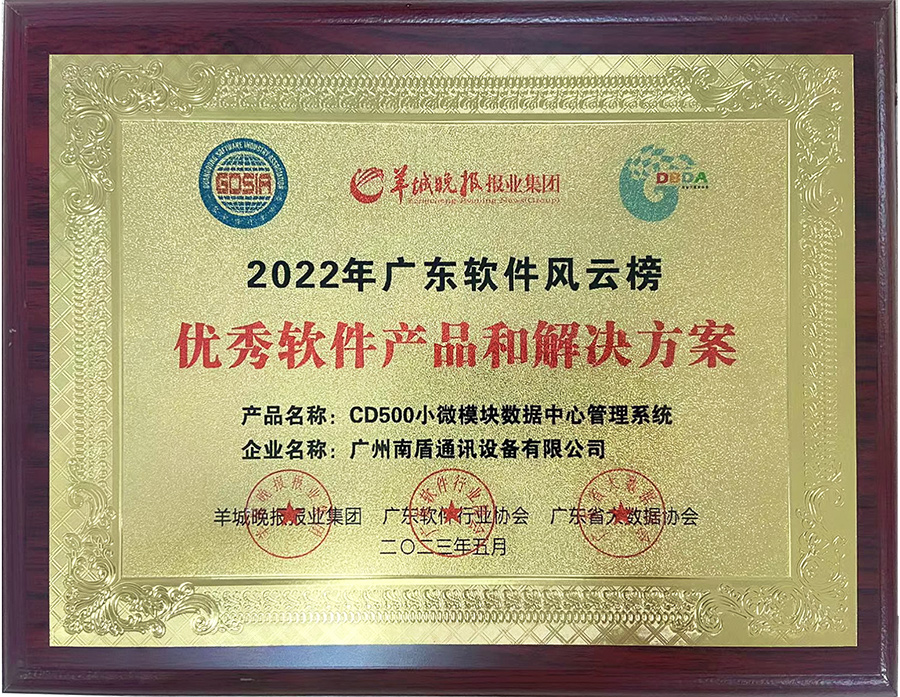 GUANGDONG SOFTWARE INDUSTRY ASSOCIATION
GDSIA
羊城晚报 报业集团
Yangcheng Evening News Group
DBDA
2022年广东软件风云榜
优秀软件产品和解决方案
产品名称：CD500小微模块数据中心管理系统
企业名称：广州南盾通讯设备有限公司
羊城晚报报业集团 广东软件行业协会 广东省大数据协会
二〇二三年五月